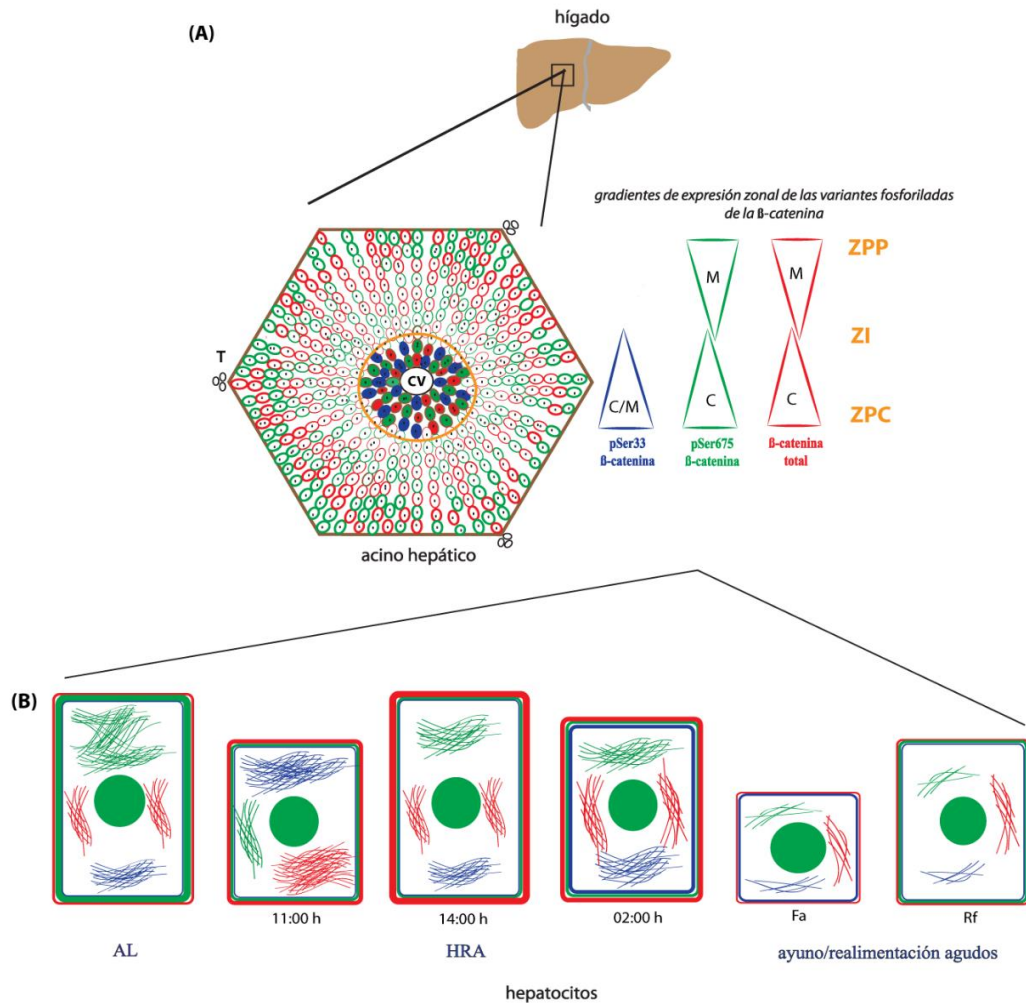 (A)
hígado
gradientes de expresión zonal de las variantes fosforiladas
de la ß-catenina
ZPP
M
M
T
CV
ZI
C/M
C
C
ZPC
pSer33
ß-catenina
pSer675
ß-catenina
ß-catenina
total
acino hepático
(B)
11:00 h
14:00 h
02:00 h
Fa
Rf
AL
HRA
ayuno/realimentación agudos
hepatocitos